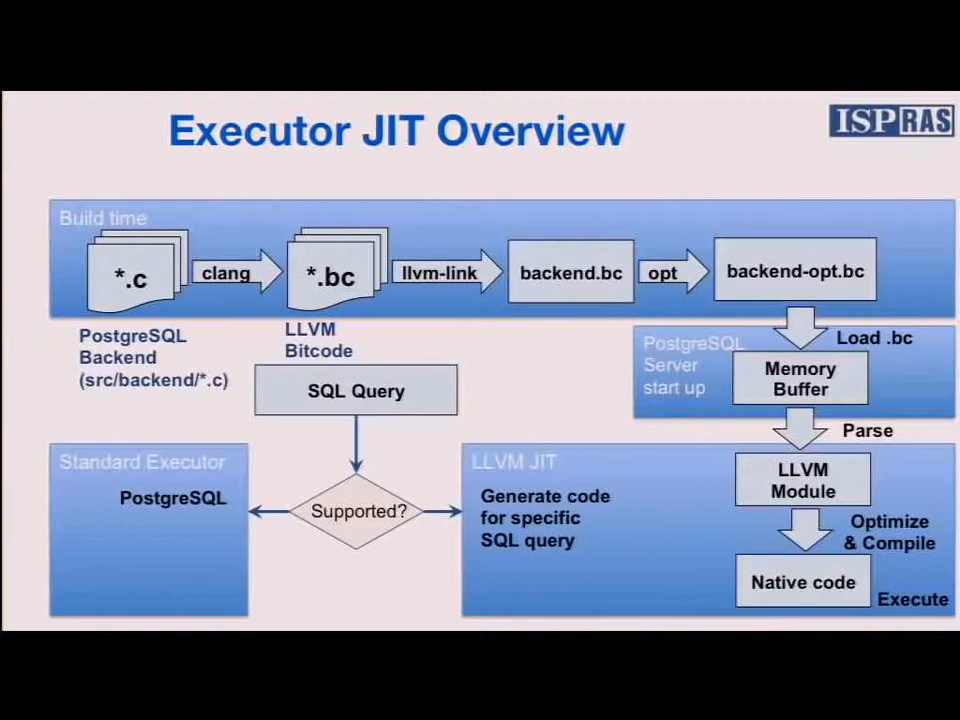 Executor JIT Overview
ISP RAS
Build time
*.c
clang
*.bc
llvm-link
backend.bc
opt
backend-opt.bc
PostgreSQL
Backend
(src/backend/*.c)
LLVM
Bitcode
Load .bc
PostgreSQL
Server
start up
Memory
Buffer
SQL Query
Parse
Standard Executor
PostgreSQL
Supported?
LLVM JIT
Generate code
for specific
SQL query
LLVM
Module
Optimize
& Compile
Native code
Execute